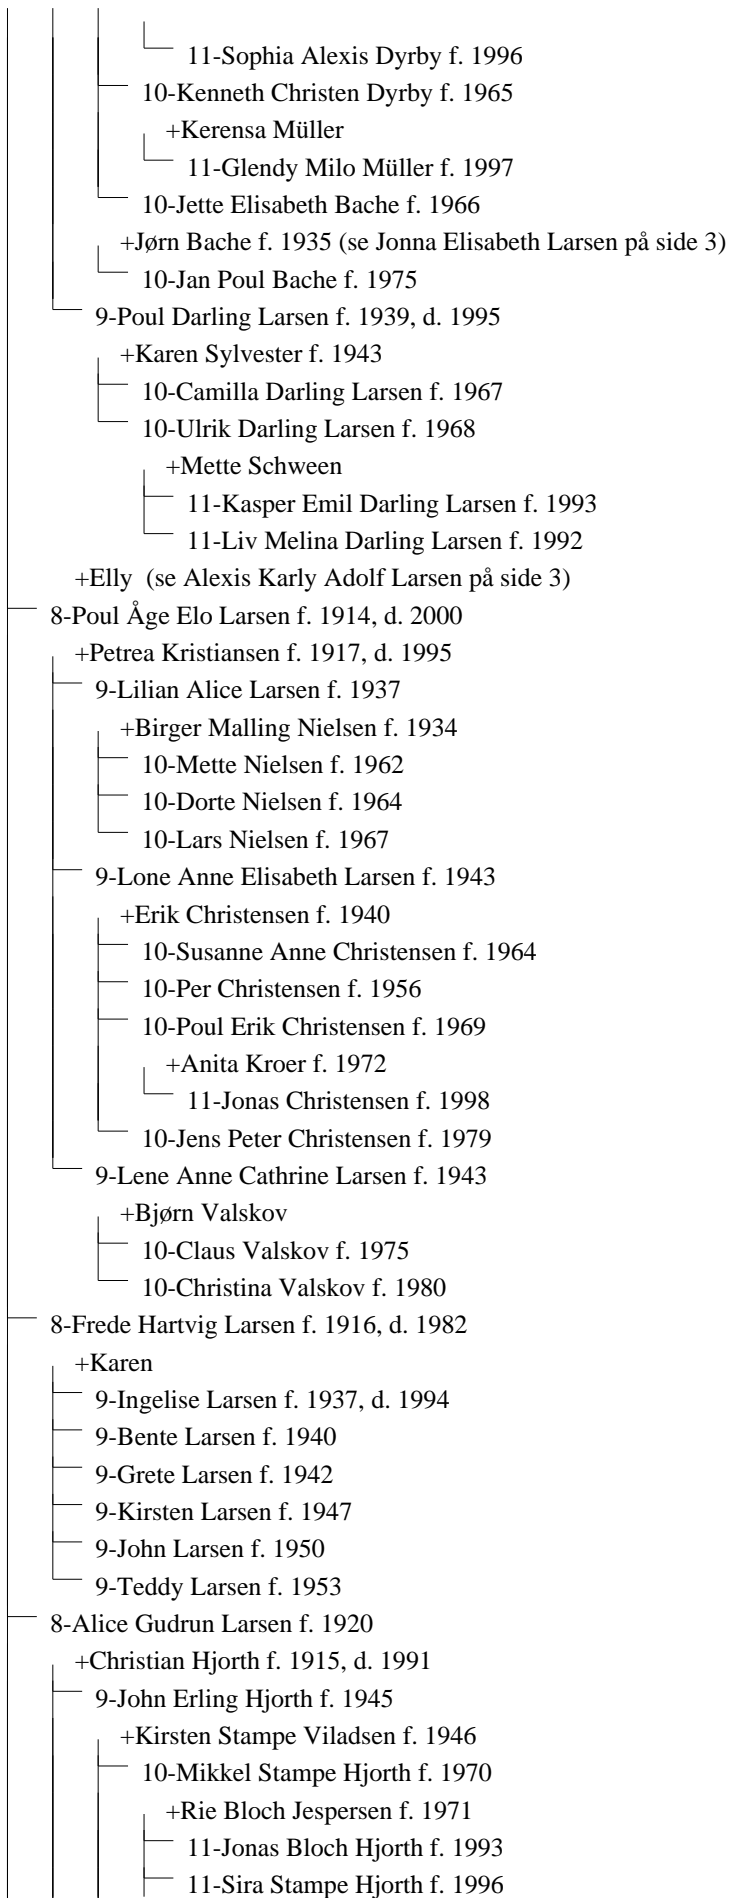 11-Sophia Alexis Dyrby f. 1996
10-Kenneth Christen Dyrby f. 1965
+Kerensa Müller
11-Glendy Milo Müller f. 1997
10-Jette Elisabeth Bache f. 1966
+Jørn Bache f. 1935 (se Jonna Elisabeth Larsen på side 3)
10-Jan Poul Bache f. 1975
9-Poul Darling Larsen f. 1939, d. 1995
+Karen Sylvester f. 1943
10-Camilla Darling Larsen f. 1967
10-Ulrik Darling Larsen f. 1968
+Mette Schween
11-Kasper Emil Darling Larsen f. 1993
11-Liv Melina Darling Larsen f. 1992
+Elly (se Alexis Karly Adolf Larsen på side 3)
8-Poul Åge Elo Larsen f. 1914, d. 2000
+Petrea Kristiansen f. 1917, d. 1995
9-Lilian Alice Larsen f. 1937
+Birger Malling Nielsen f. 1934
10-Mette Nielsen f. 1962
10-Dorte Nielsen f. 1964
10-Lars Nielsen f. 1967
9-Lone Anne Elisabeth Larsen f. 1943
+Erik Christensen f. 1940
10-Susanne Anne Christensen f. 1964
10-Per Christensen f. 1956
10-Poul Erik Christensen f. 1969
+Anita Kroer f. 1972
11-Jonas Christensen f. 1998
10-Jens Peter Christensen f. 1979
9-Lene Anne Cathrine Larsen f. 1943
+Bjørn Valskov
10-Claus Valskov f. 1975
10-Christina Valskov f. 1980
8-Frede Hartvig Larsen f. 1916, d. 1982
+Karen
9-Ingelise Larsen f. 1937, d. 1994
9-Bente Larsen f. 1940
9-Grete Larsen f. 1942
9-Kirsten Larsen f. 1947
9-John Larsen f. 1950
9-Teddy Larsen f. 1953
8-Alice Gudrun Larsen f. 1920
+Christian Hjorth f. 1915, d. 1991
9-John Erling Hjorth f. 1945
+Kirsten Stampe Viladsen f. 1946
10-Mikkel Stampe Hjorth f. 1970
+Rie Bloch Jespersen f. 1971
11-Jonas Bloch Hjorth f. 1993
11-Sira Stampe Hjorth f. 1996